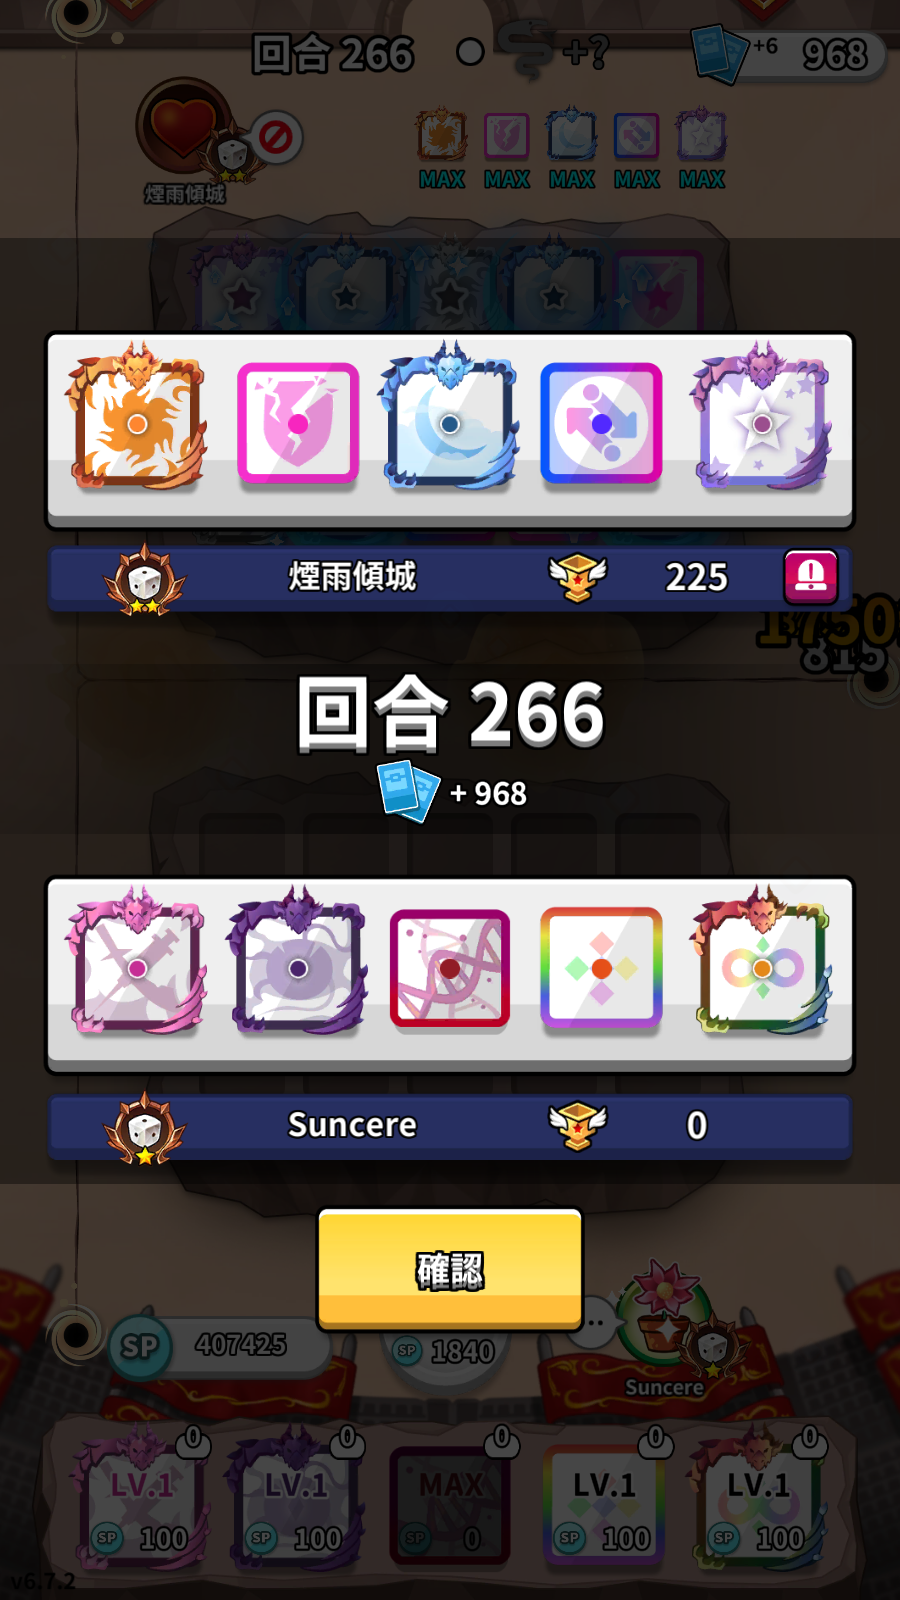 回合 266
+?
+6
968
煙雨傾城
MAX MAX MAX MAX MAX
煙雨傾城
225
1750
815
回合 266
+ 968
Suncere
0
確認
SP 407425
SP 1840
Suncere
0 0 0 0 0
LV.1 LV.1 MAX LV.1 LV.1
SP 100 SP 100 SP 0 SP 100 SP 100
v6.7.2